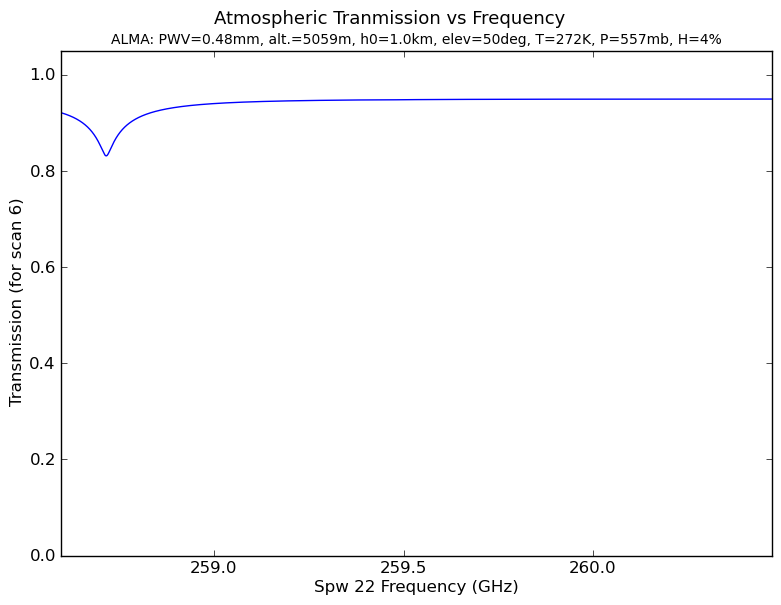 Atmospheric Tranmission vs Frequency
ALMA: PWV=0.48mm, alt.=5059m, h0=1.0km, elev=50deg, T=272K, P=557mb, H=4%
1.0
0.8
0.6
0.4
0.2
0.0
Transmission (for scan 6)
259.0 259.5 260.0
Spw 22 Frequency (GHz)